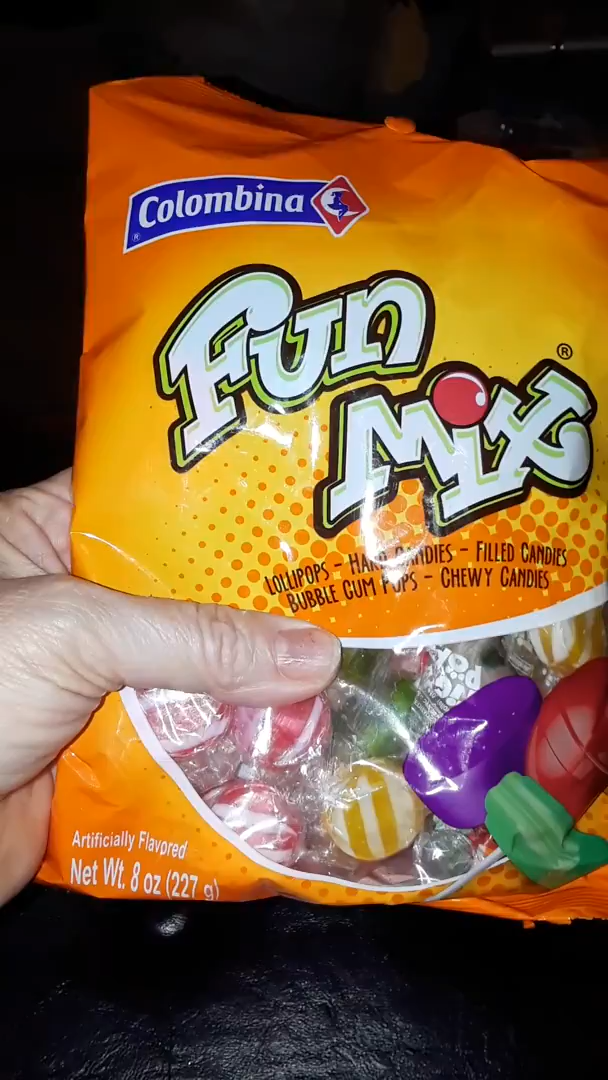 Colombina
®
Fun
Mix
®
LOLLIPOPS - HARD CANDIES - FILLED CANDIES
BUBBLE GUM POPS - CHEWY CANDIES
Artificially Flavored
Net Wt. 8 oz (227 g)